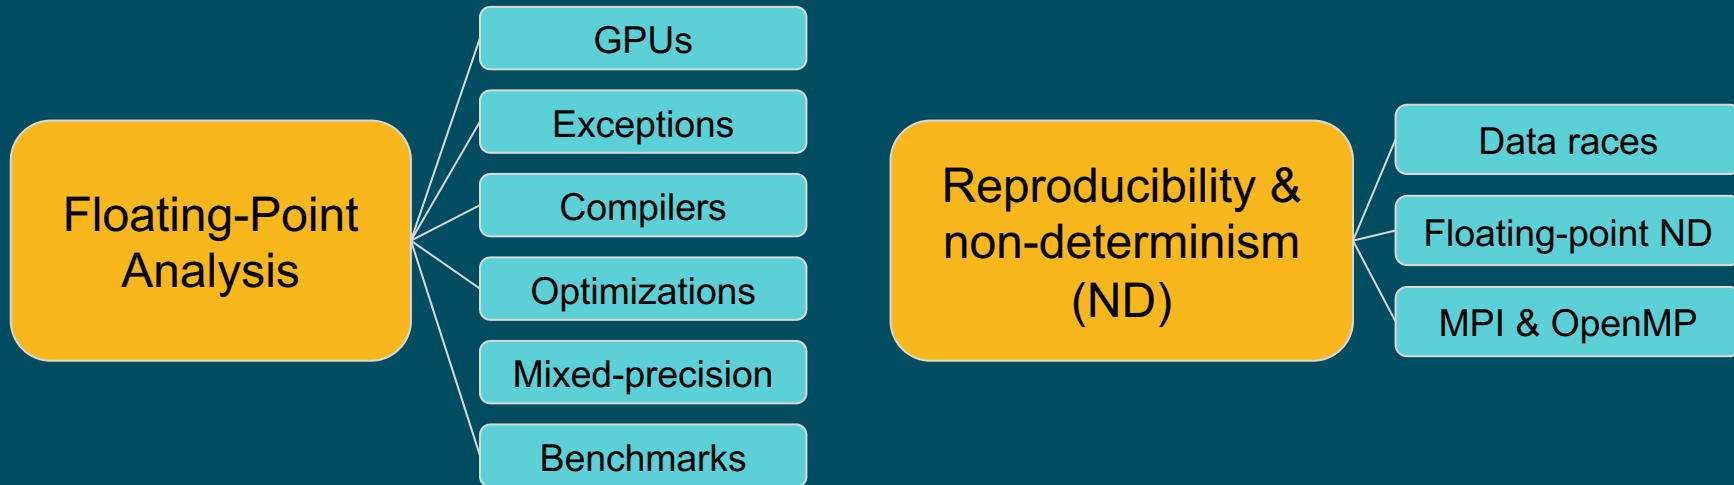 Floating-Point
Analysis
GPUs
Exceptions
Compilers
Optimizations
Mixed-precision
Benchmarks
Reproducibility &
non-determinism
(ND)
Data races
Floating-point ND
MPI & OpenMP